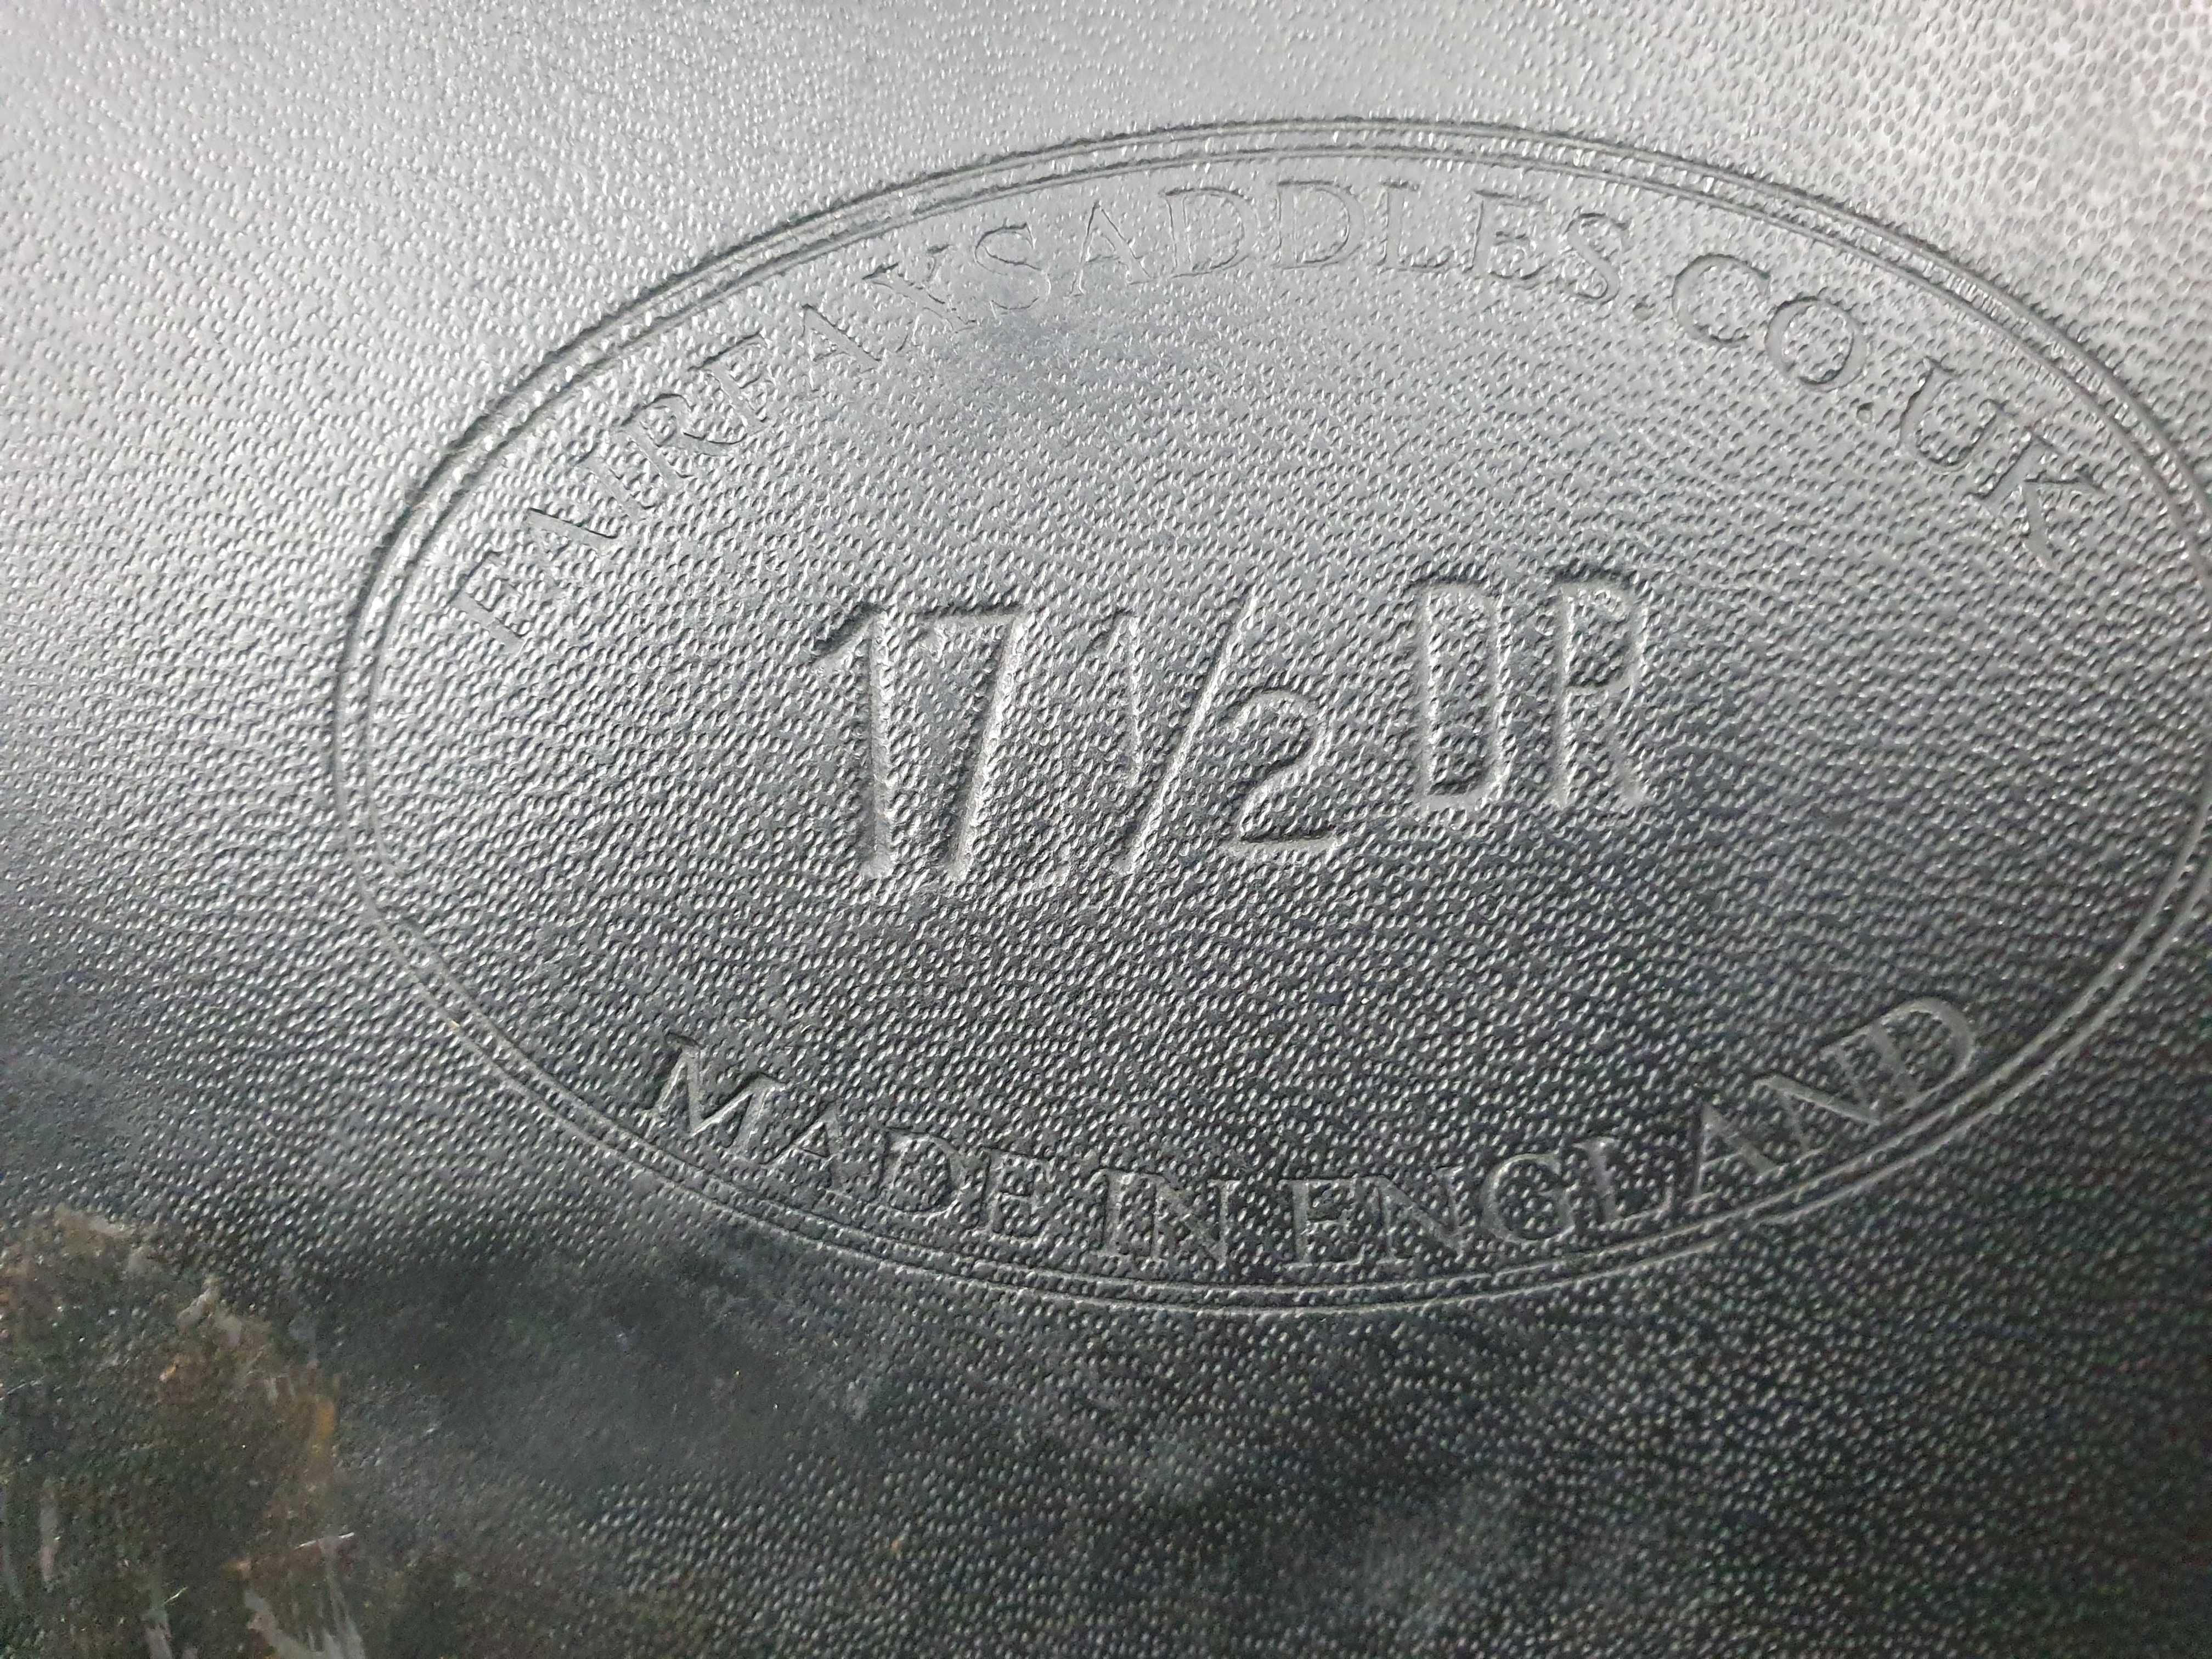 FAIRFAXSADDLES.CO.UK
17½ DR
MADE IN ENGLAND